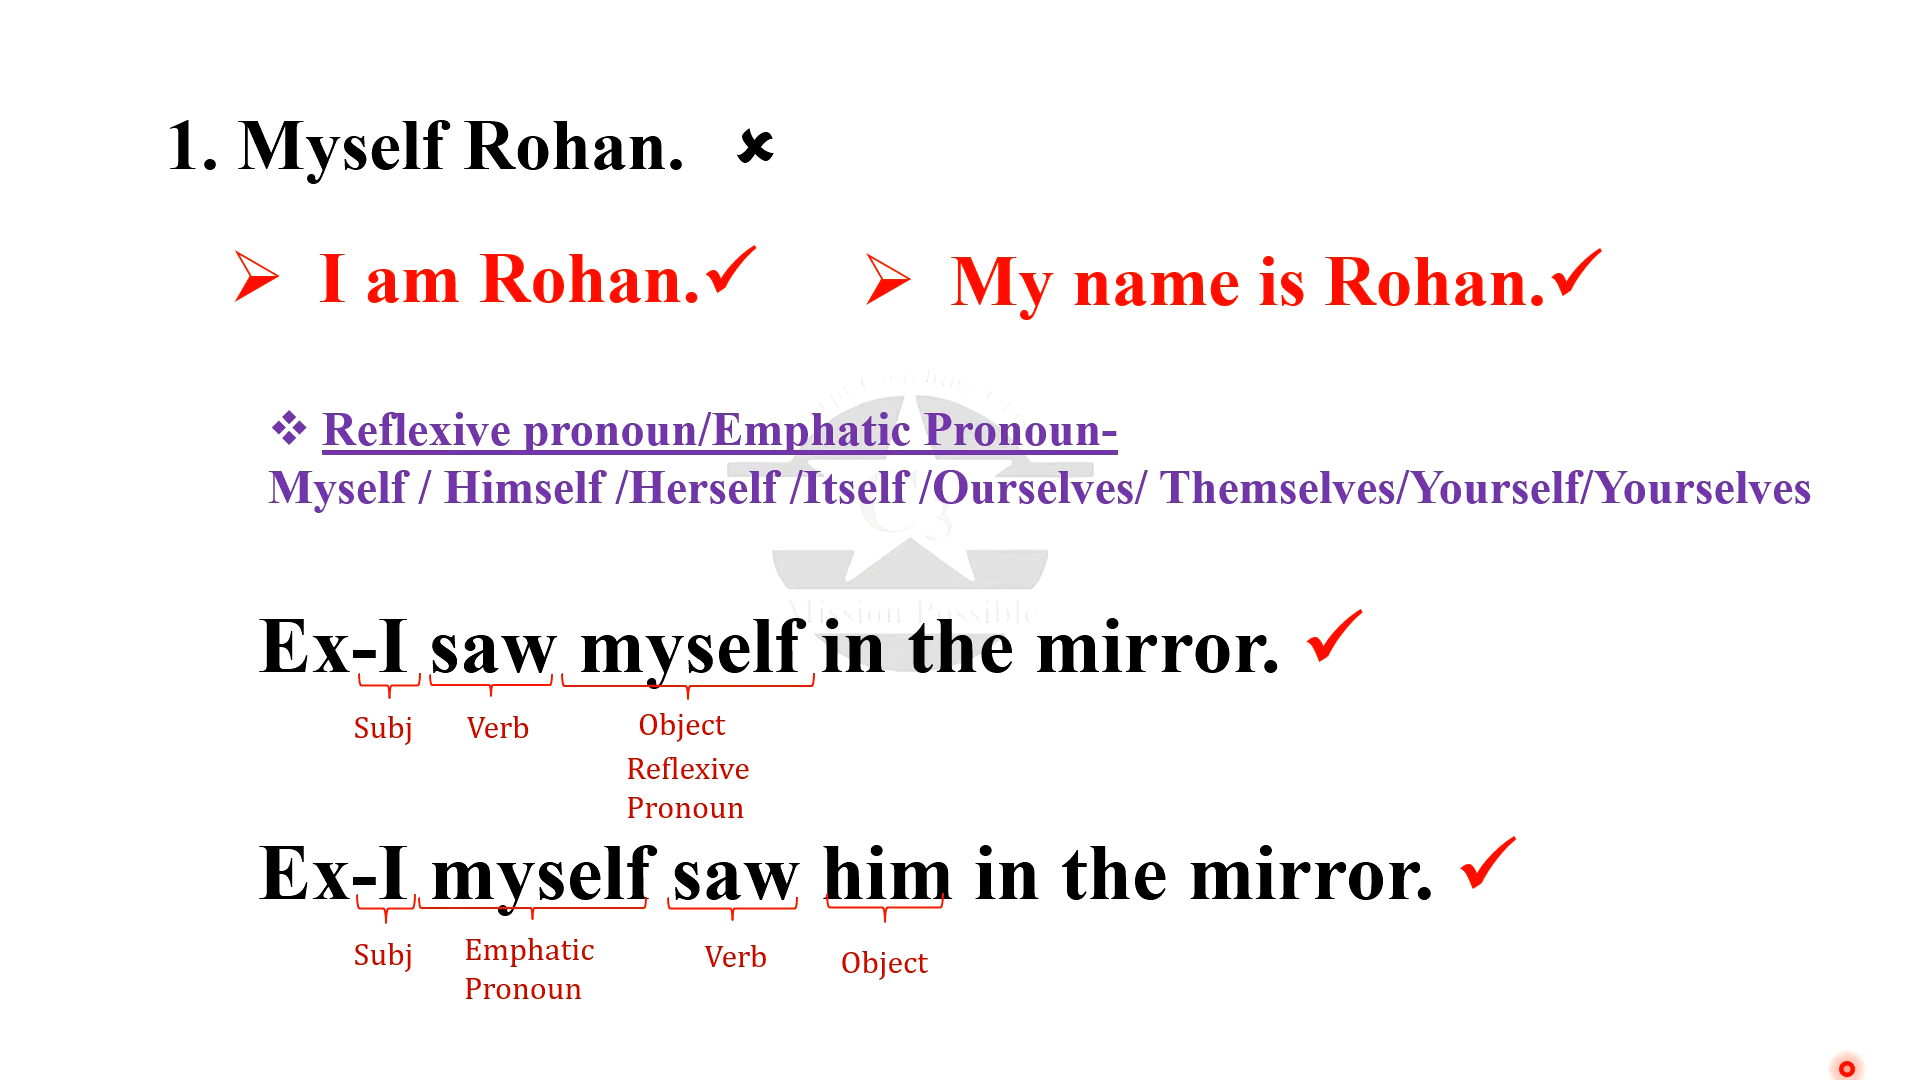 1. Myself Rohan. ✘
➢ I am Rohan.✓ ➢ My name is Rohan.✓
❖ Reflexive pronoun/Emphatic Pronoun-
Myself / Himself /Herself /Itself /Ourselves/ Themselves/Yourself/Yourselves
Mission Possible
Ex-I saw myself in the mirror. ✓
Subj Verb Object
Reflexive
Pronoun
Ex-I myself saw him in the mirror. ✓
Subj Emphatic Verb Object
Pronoun